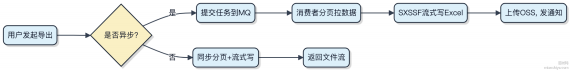 用户发起导出
是否异步?
是
提交任务到MQ
消费者分页拉数据
SXSSF流式写Excel
上传OSS, 发通知
否
同步分页+流式写
返回文件流